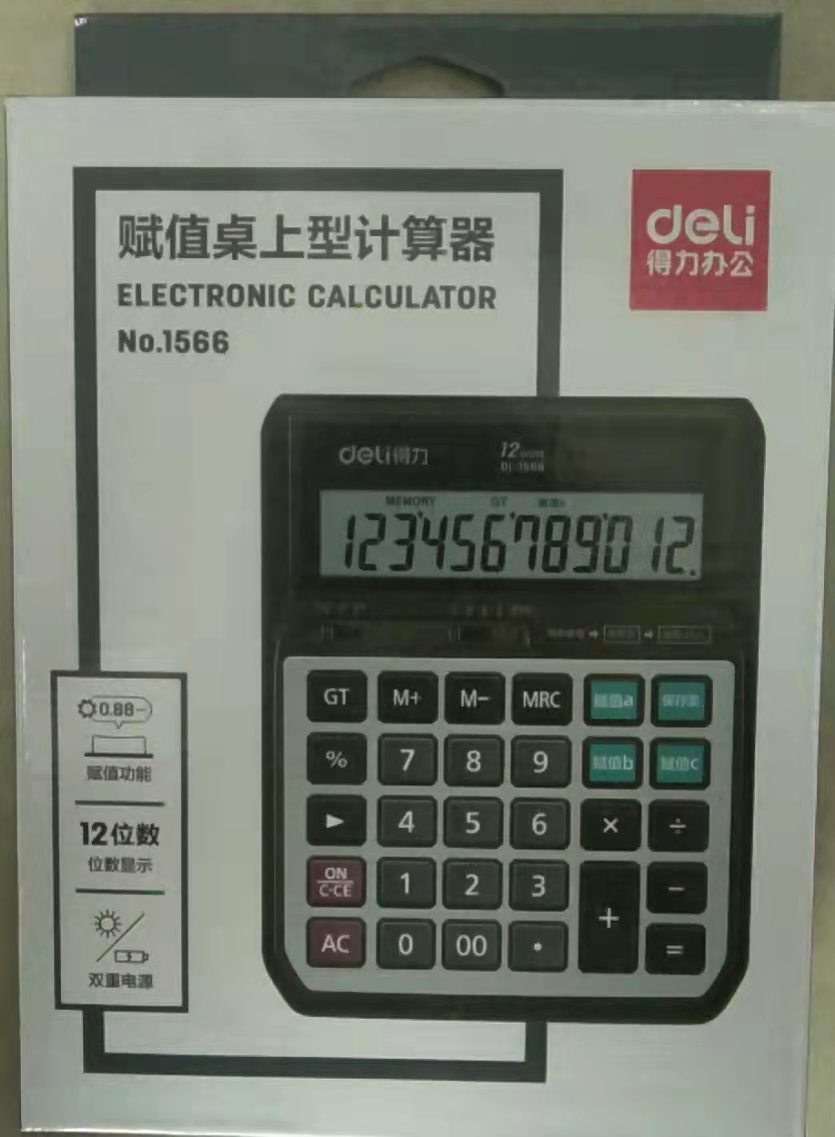 赋值桌上型计算器
ELECTRONIC CALCULATOR
No.1566
deli
得力办公
deli得力
12
DL-1566
MEMORY GT
123456789012.
GT M+ M- MRC 赋值a 保存键
% 7 8 9 赋值b 赋值c
► 4 5 6 × ÷
ON
C·CE
1 2 3 + −
AC 0 00 · =
0.88
赋值功能
12位数
位数显示
双重电源